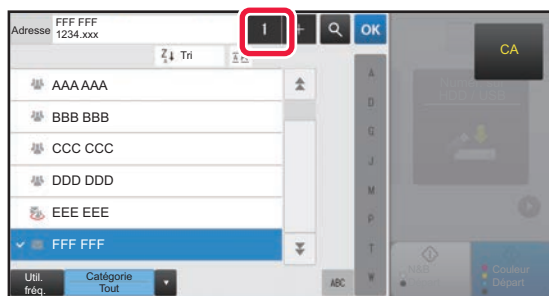 Adresse FFF FFF
1234.xxx
1 + OK
CA
Tri
A
AAA AAA
D
BBB BBB
G
CCC CCC
J
DDD DDD
M
EEE EEE
P
FFF FFF
T
Util. fréq.
Catégorie
Tout
ABC
W
N&B
Couleur
Départ